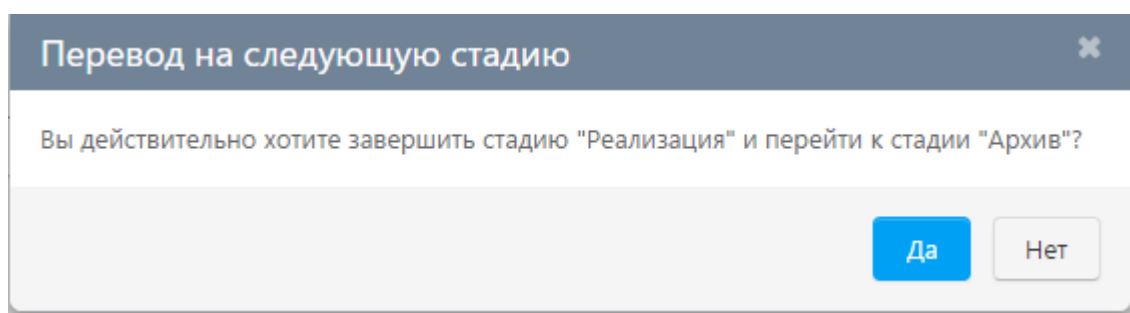 Перевод на следующую стадию
Вы действительно хотите завершить стадию "Реализация" и перейти к стадии "Архив"?
Да
Нет